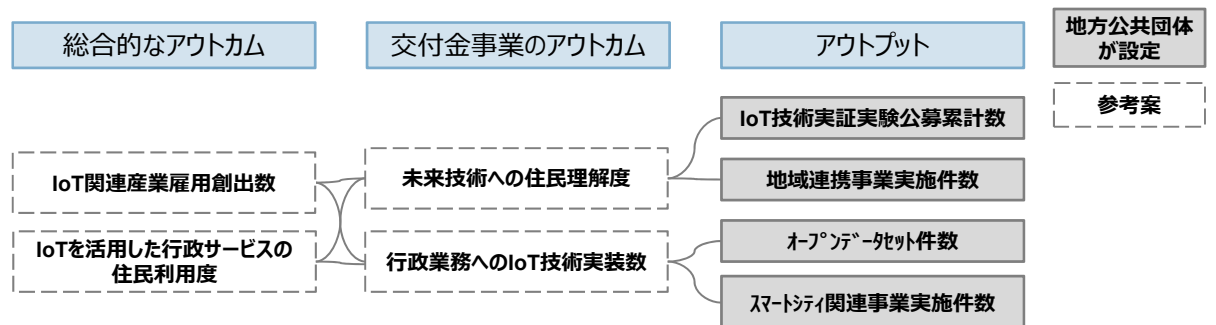 総合的なアウトカム
交付金事業のアウトカム
アウトプット
地方公共団体
が設定
参考案
IoT技術実証実験公募累計数
IoT関連産業雇用創出数
未来技術への住民理解度
地域連携事業実施件数
IoTを活用した行政サービスの
住民利用度
行政業務へのIoT技術実装数
ｵｰﾌﾟﾝﾃﾞｰﾀｾｯﾄ件数
ｽﾏｰﾄｼﾃｨ関連事業実施件数